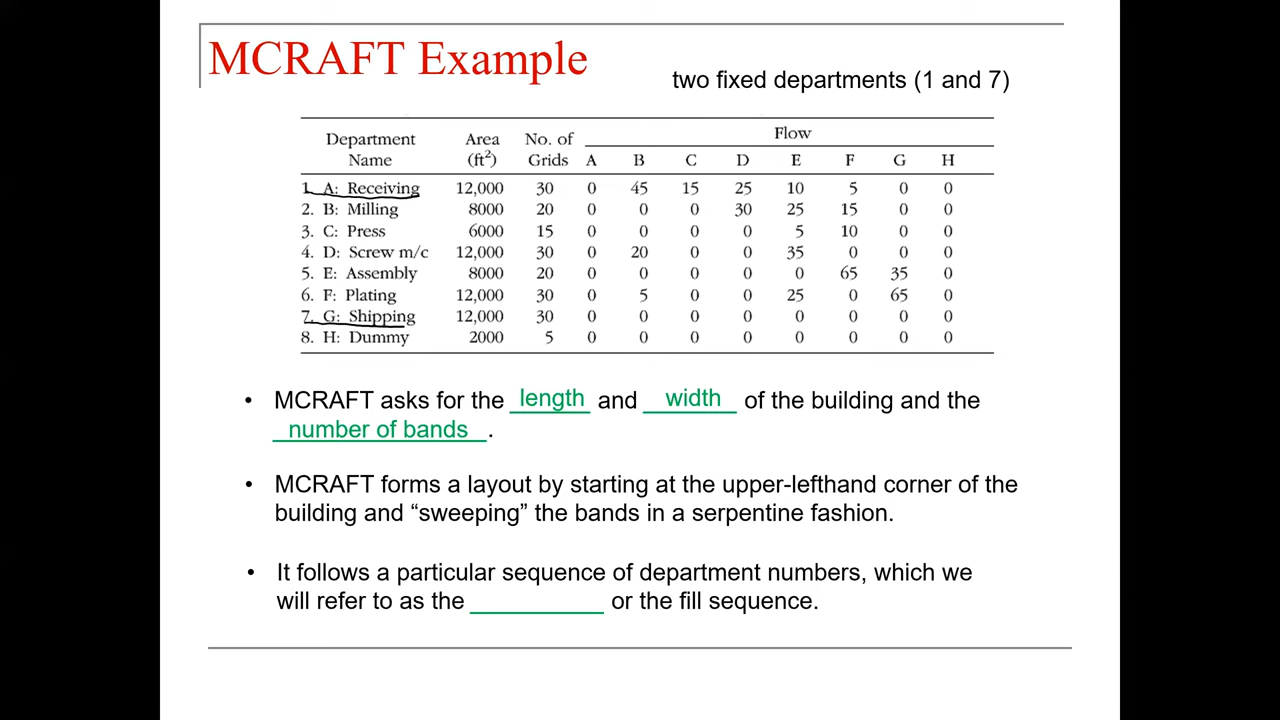 MCRAFT Example
two fixed departments (1 and 7)
Flow
Department Name Area (ft²) No. of Grids A B C D E F G H
1. A: Receiving 12,000 30 0 45 15 25 10 5 0 0
2. B: Milling 8000 20 0 0 0 30 25 15 0 0
3. C: Press 6000 15 0 0 0 0 5 10 0 0
4. D: Screw m/c 12,000 30 0 20 0 0 35 0 0 0
5. E: Assembly 8000 20 0 0 0 0 0 65 35 0
6. F: Plating 12,000 30 0 5 0 0 25 0 65 0
7. G: Shipping 12,000 30 0 0 0 0 0 0 0 0
8. H: Dummy 2000 5 0 0 0 0 0 0 0 0
• MCRAFT asks for the length and width of the building and the
number of bands.
• MCRAFT forms a layout by starting at the upper-lefthand corner of the
building and “sweeping” the bands in a serpentine fashion.
• It follows a particular sequence of department numbers, which we
will refer to as the __________ or the fill sequence.